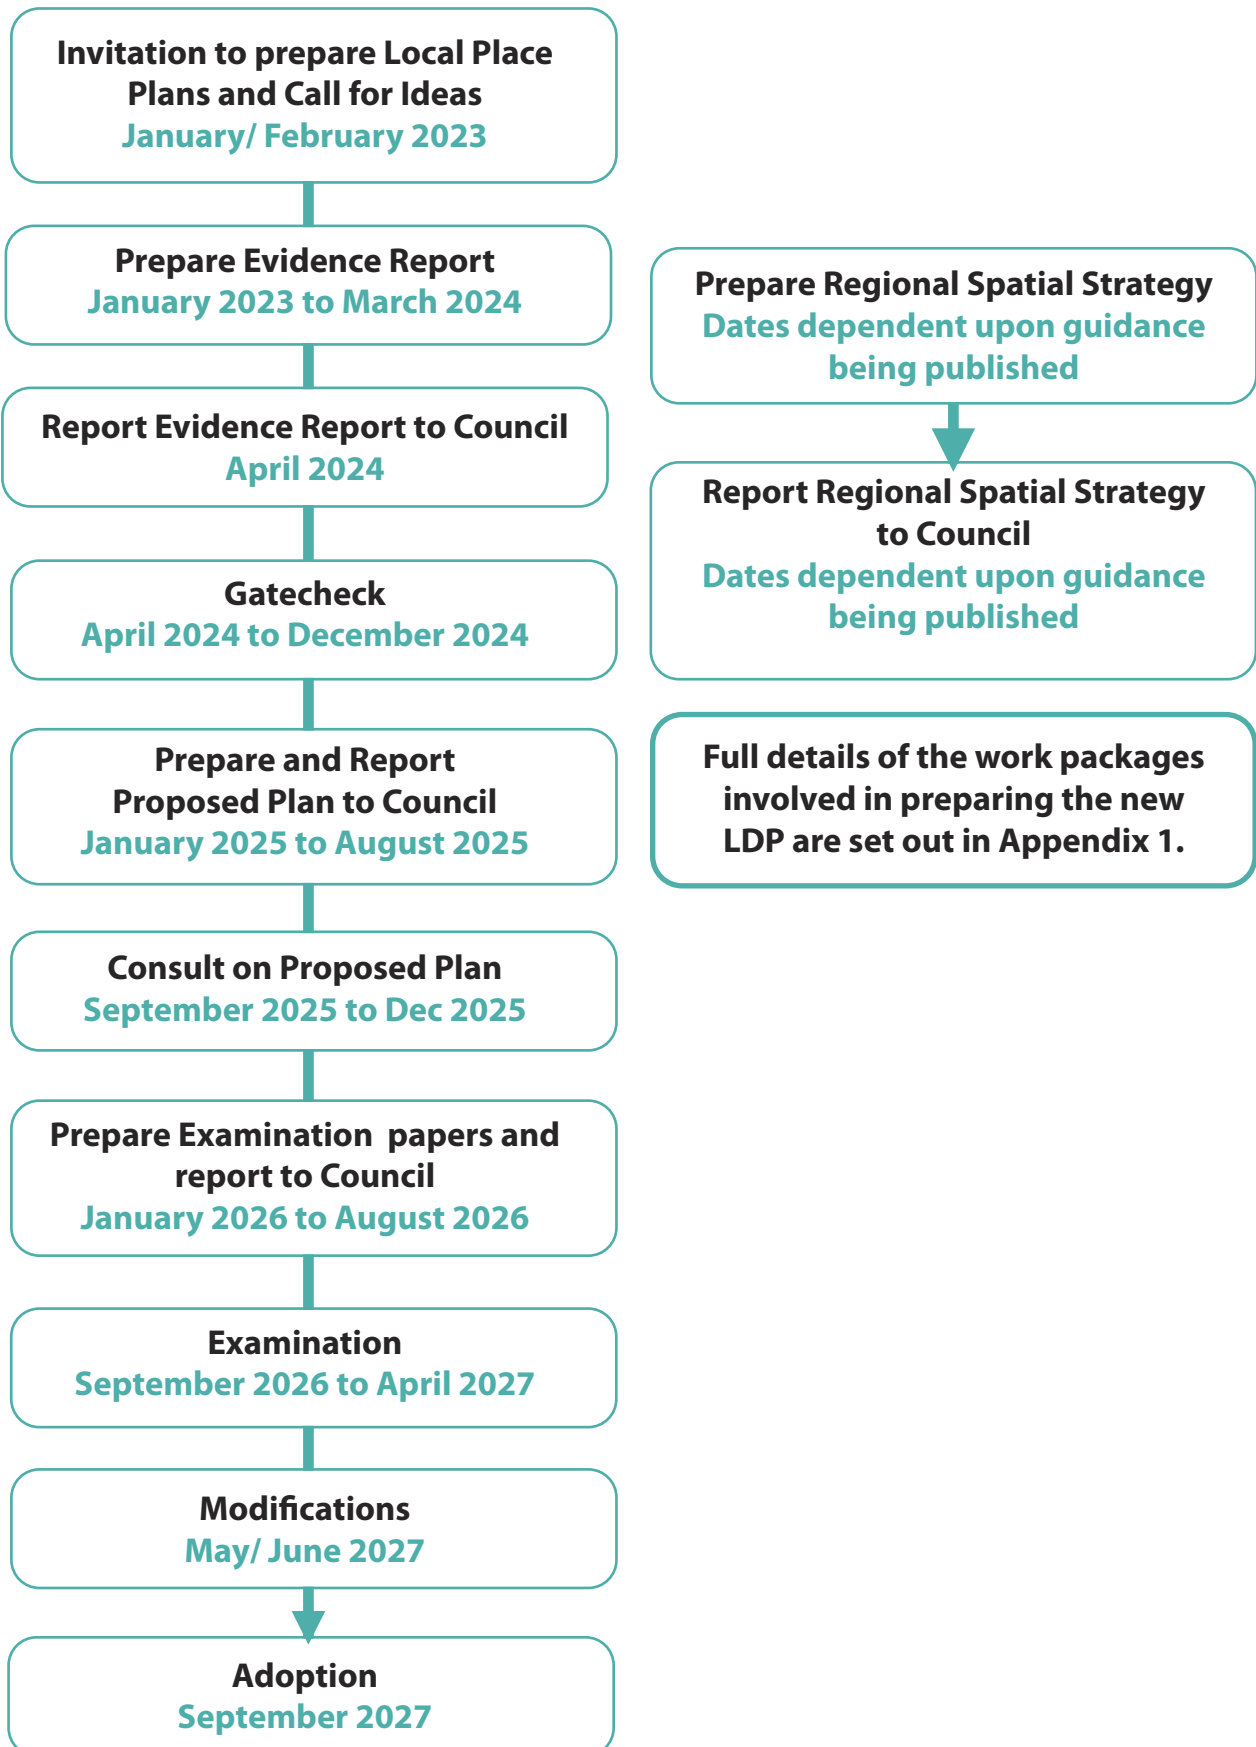 Invitation to prepare Local Place
Plans and Call for Ideas
January/ February 2023
Prepare Evidence Report
January 2023 to March 2024
Report Evidence Report to Council
April 2024
Gatecheck
April 2024 to December 2024
Prepare and Report
Proposed Plan to Council
January 2025 to August 2025
Consult on Proposed Plan
September 2025 to Dec 2025
Prepare Examination  papers and
report to Council
January 2026 to August 2026
Examination
September 2026 to April 2027
Modifications
May/ June 2027
Adoption
September 2027
Prepare Regional Spatial Strategy
Dates dependent upon guidance
being published
Report Regional Spatial Strategy
to Council
Dates dependent upon guidance
being published
Full details of the work packages
involved in preparing the new
LDP are set out in Appendix 1.